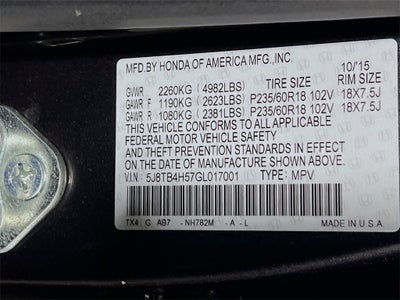 MFD.BY HONDA OF AMERICA MFG.,INC. 10/15
GVWR 2260KG (4982LBS) TIRE SIZE RIM SIZE
GAWR F 1190KG (2623LBS) P235/60R18 102V 18X7.5J
GAWR R 1080KG (2381LBS) P235/60R18 102V 18X7.5J
THIS VEHICLE CONFORMS TO ALL APPLICABLE
FEDERAL MOTOR VEHICLE SAFETY
AND THEFT PREVENTION STANDARDS IN EFFECT
ON THE DATE OF MANUFACTURE SHOWN ABOVE.
V.I.N: 5J8TB4H57GL017001 TYPE: MPV
TX4 G AB7 -NH782M -A -L MADE IN U.S.A